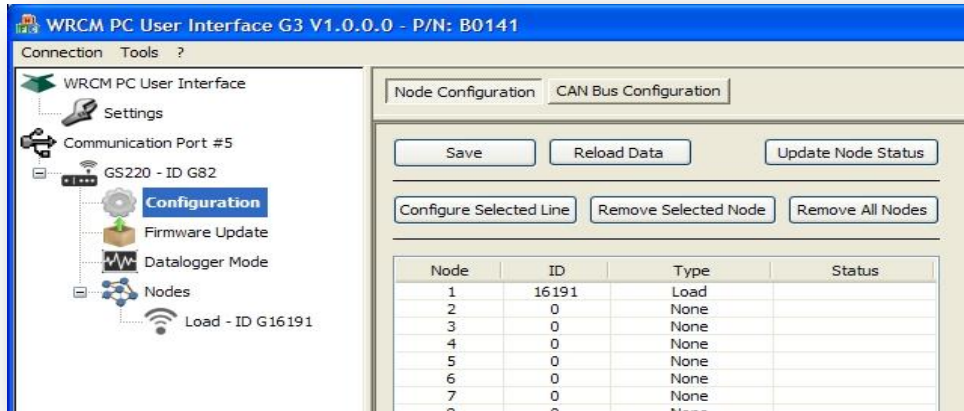 WRCM PC User Interface G3 V1.0.0.0 - P/N: B0141
Connection Tools ?
WRCM PC User Interface
Settings
Communication Port #5
GS220 - ID G82
Configuration
Firmware Update
Datalogger Mode
Nodes
Load - ID G16191
Node Configuration CAN Bus Configuration
Save Reload Data Update Node Status
Configure Selected Line Remove Selected Node Remove All Nodes
Node ID Type Status
1 16191 Load
2 0 None
3 0 None
4 0 None
5 0 None
6 0 None
7 0 None